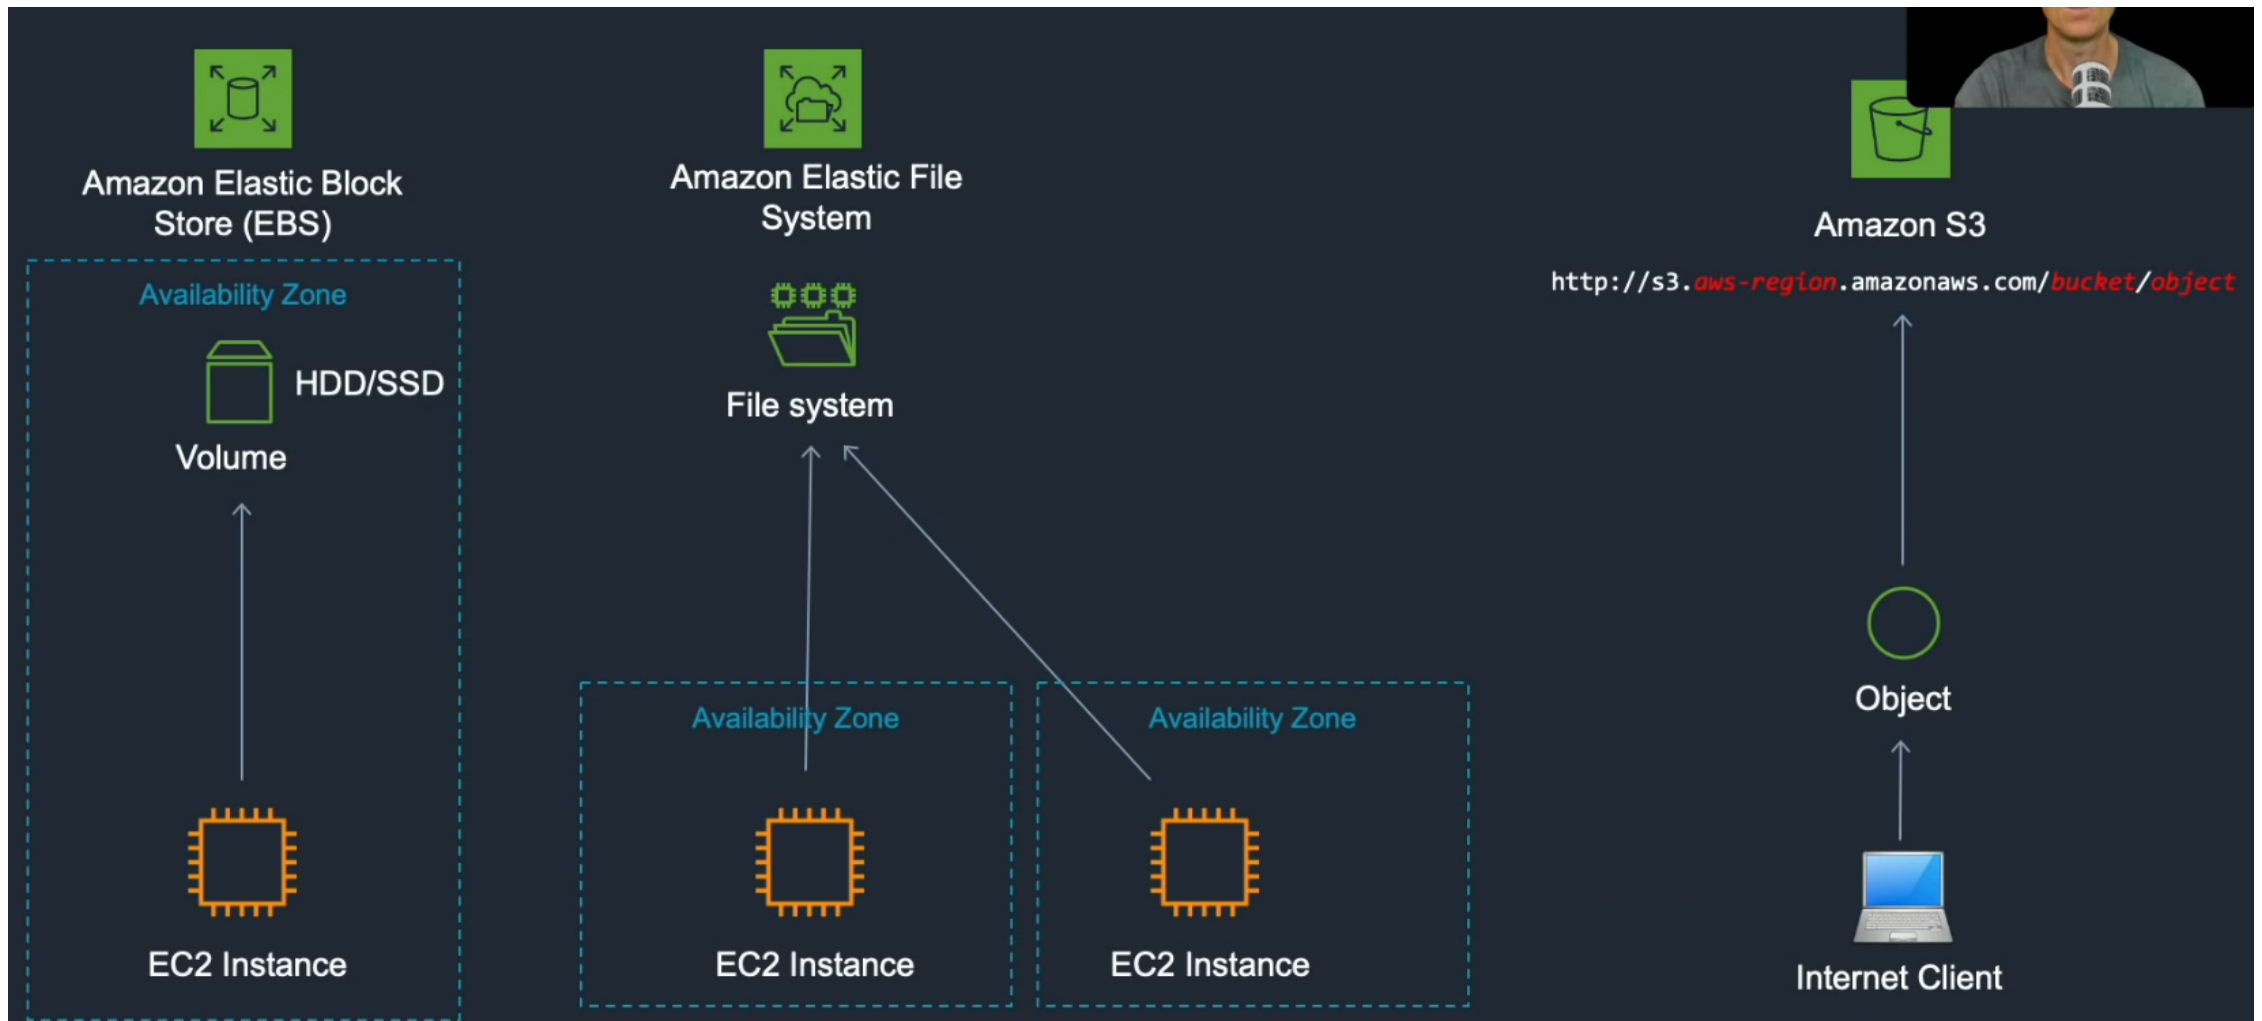 Amazon Elastic Block
Store (EBS)
Availability Zone
HDD/SSD
Volume
EC2 Instance
Amazon Elastic File
System
File system
Availability Zone
Availability Zone
EC2 Instance
EC2 Instance
Amazon S3
http://s3.aws-region.amazonaws.com/bucket/object
Object
Internet Client